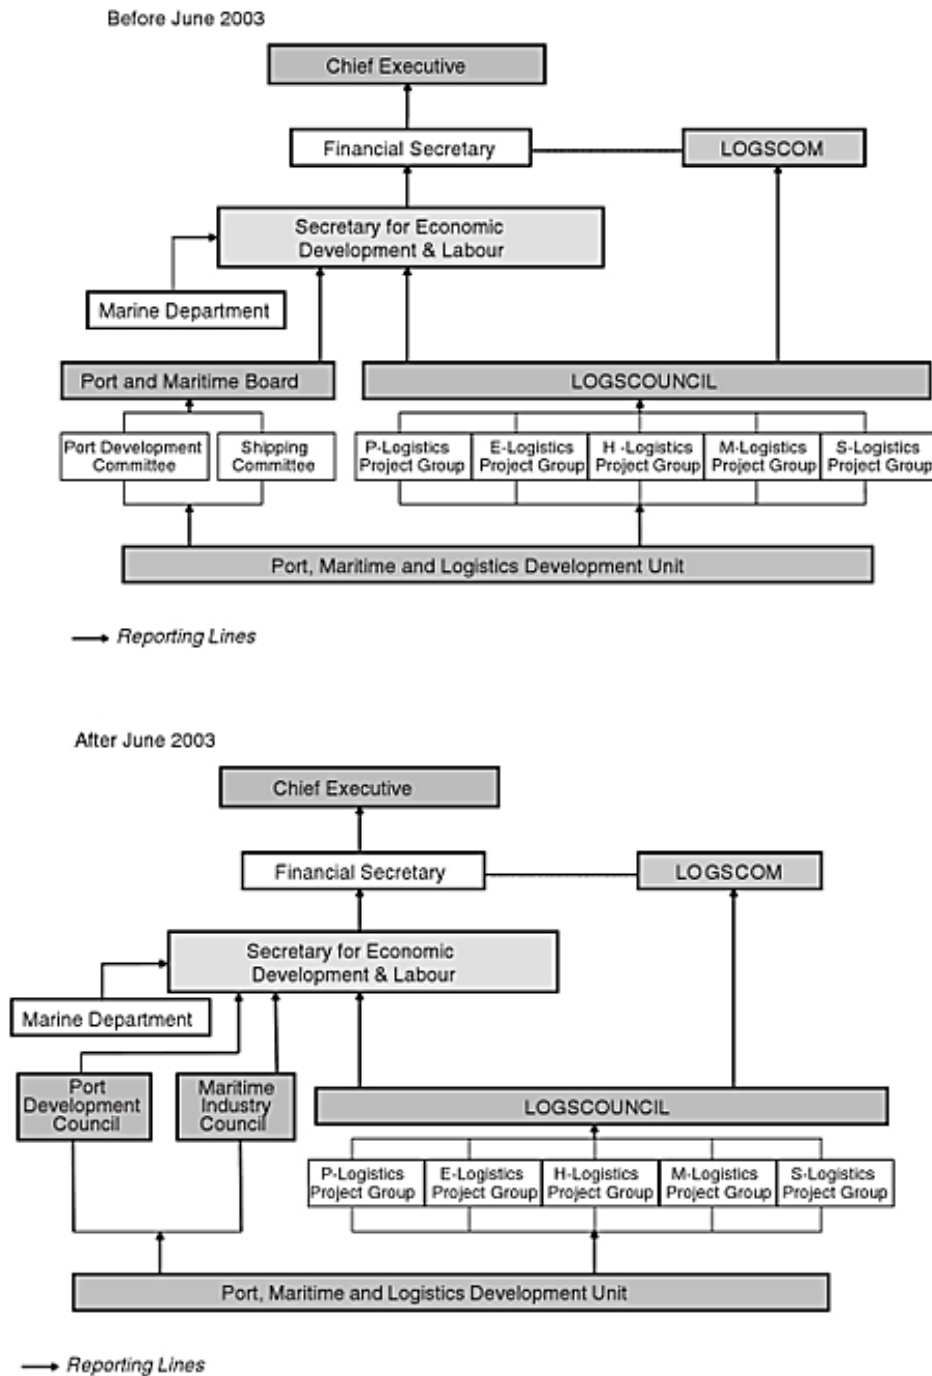 Before June 2003
Chief Executive
Financial Secretary
LOGSCOM
Secretary for Economic
Development & Labour
Marine Department
Port and Maritime Board
LOGSCOUNCIL
Port Development
Committee
Shipping
Committee
P-Logistics
Project Group
E-Logistics
Project Group
H -Logistics
Project Group
M-Logistics
Project Group
S-Logistics
Project Group
Port, Maritime and Logistics Development Unit
Reporting Lines
After June 2003
Chief Executive
Financial Secretary
LOGSCOM
Secretary for Economic
Development & Labour
Marine Department
Port
Development
Council
Maritime
Industry
Council
LOGSCOUNCIL
P-Logistics
Project Group
E-Logistics
Project Group
H-Logistics
Project Group
M-Logistics
Project Group
S-Logistics
Project Group
Port, Maritime and Logistics Development Unit
Reporting Lines